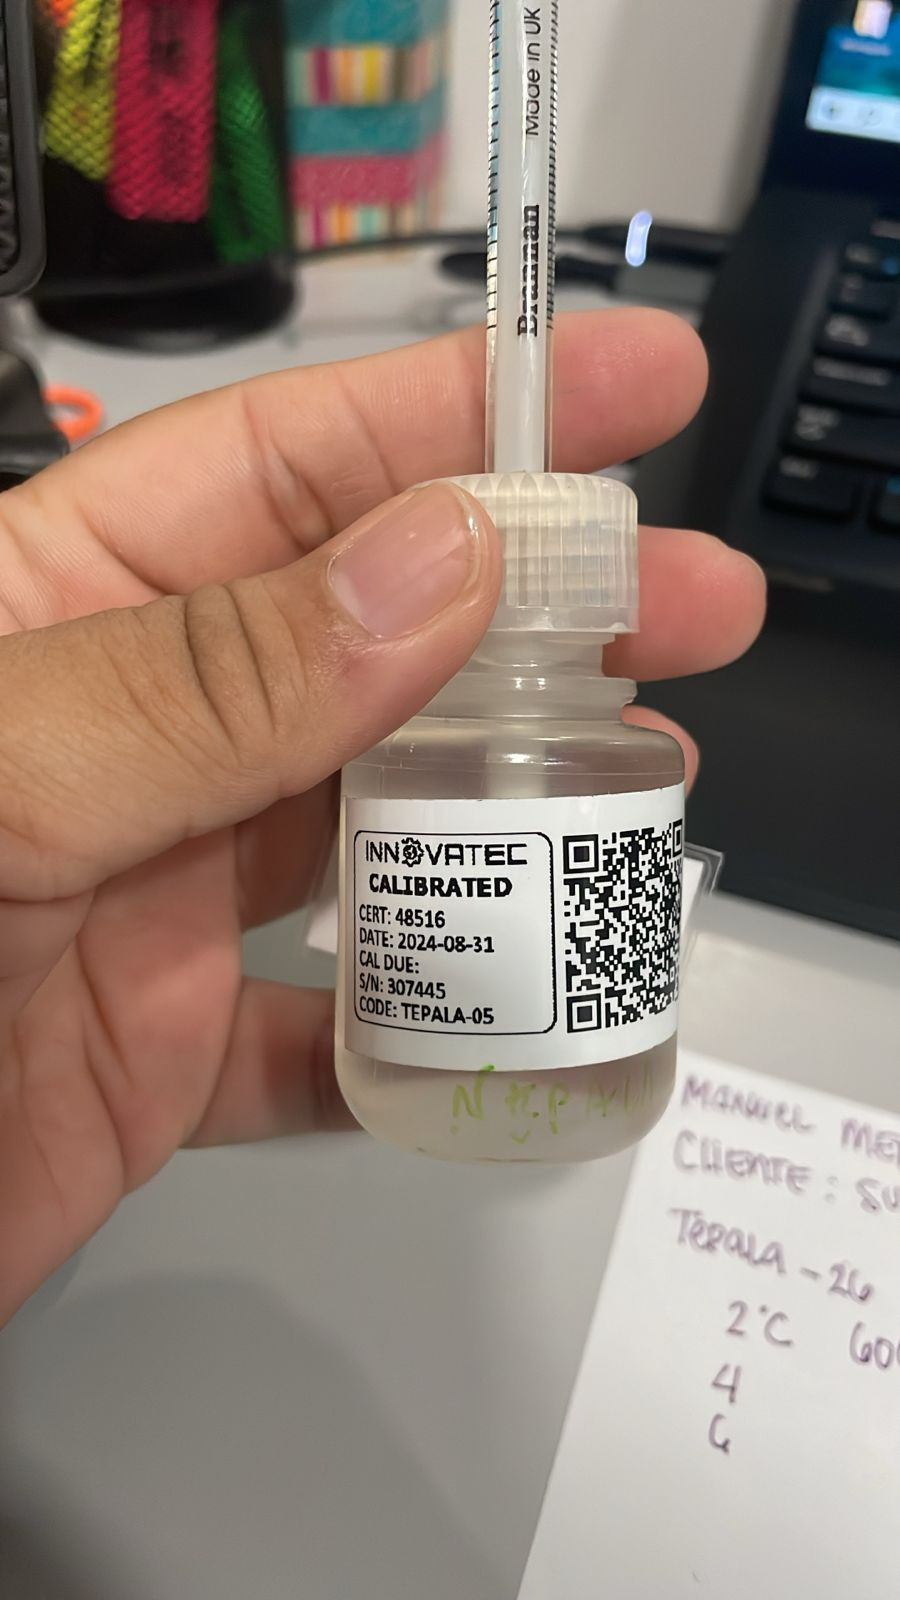 Made in UK
Brannan
INNOVATEC
CALIBRATED
CERT: 48516
DATE: 2024-08-31
CAL DUE:
S/N: 307445
CODE: TEPALA-05
MANUEL
CLIENTE:
TEPALA - 26
2°C
4
6